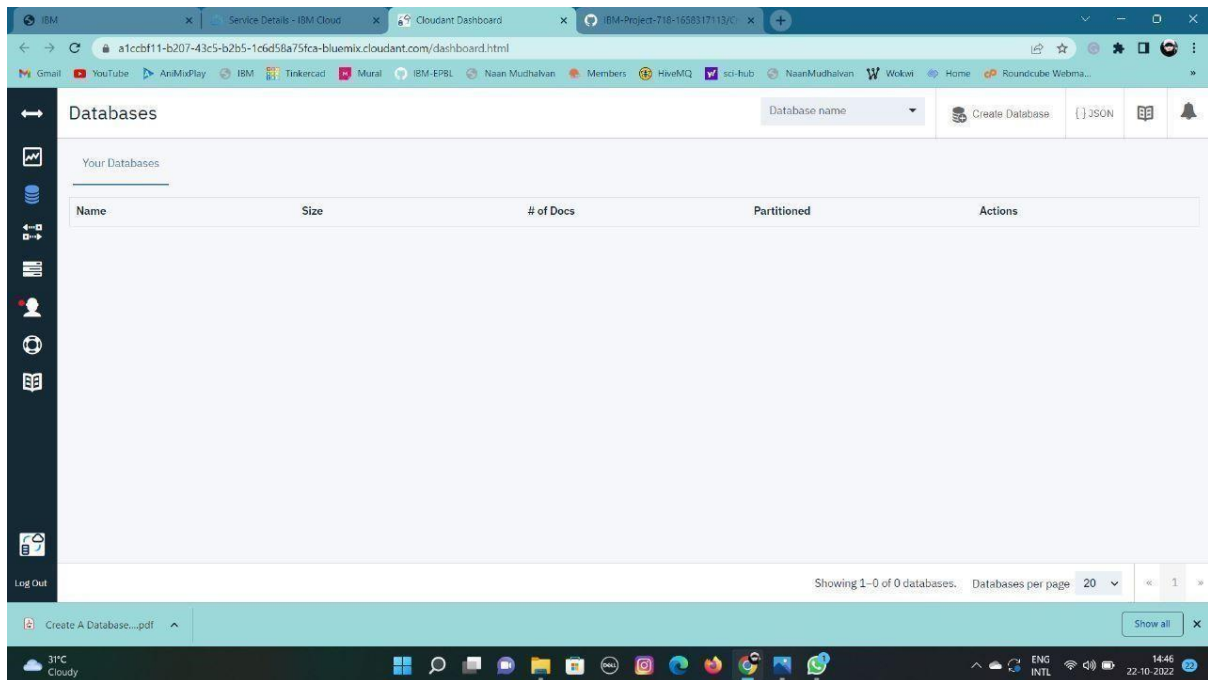 IBM
Service Details - IBM Cloud
Cloudant Dashboard
IBM-Project-718-1658317113/C
a1ccbf11-b207-43c5-b2b5-1c6d58a75fca-bluemix.cloudant.com/dashboard.html
Gmail YouTube AniMixPlay IBM Tinkercad Mural IBM-EPBL Naan Mudhalvan Members HiveMQ sci-hub NaanMudhalvan Wokwi Home Roundcube Webma... »
Databases
Database name
Create Database
{ } JSON
Your Databases
Name Size # of Docs Partitioned Actions
Log Out
Showing 1–0 of 0 databases. Databases per page 20 « 1 »
Create A Database....pdf
Show all
31°C
Cloudy
DELL
ENG
INTL
14:46
22-10-2022
22